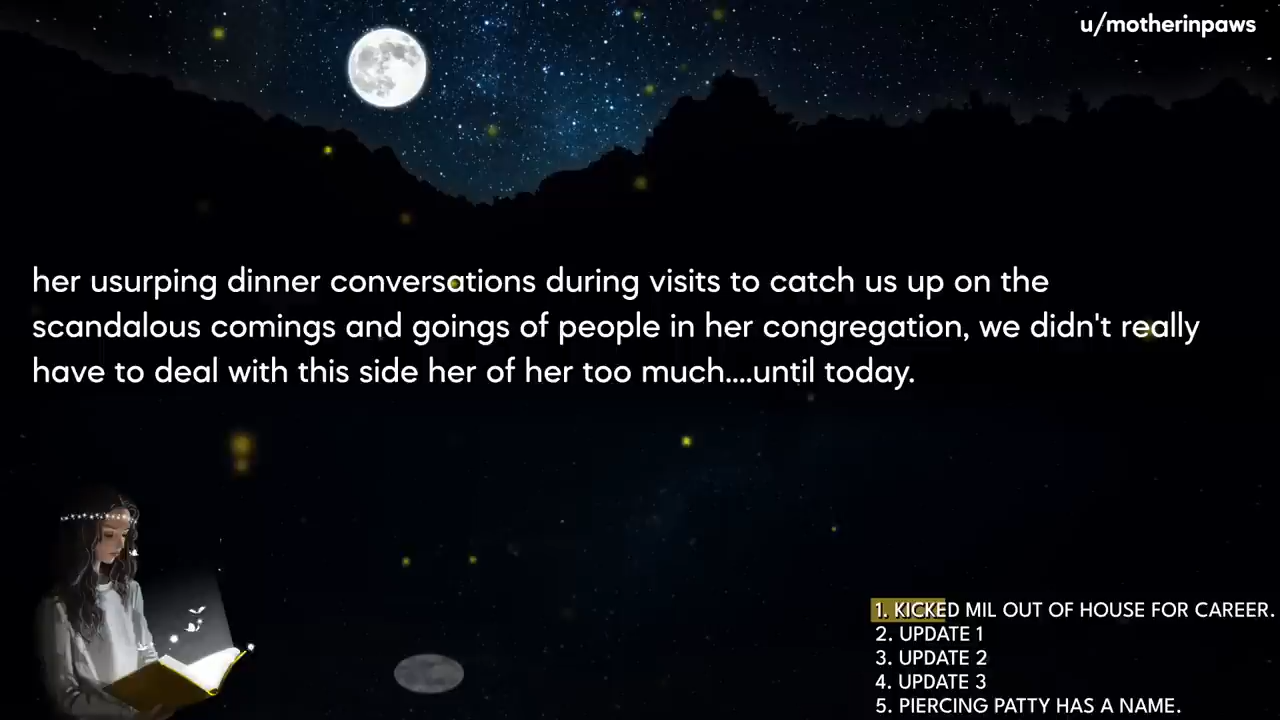 u/motherinpaws
her usurping dinner conversations during visits to catch us up on the
scandalous comings and goings of people in her congregation, we didn't really
have to deal with this side her of her too much....until today.
1. KICKED MIL OUT OF HOUSE FOR CAREER.
2. UPDATE 1
3. UPDATE 2
4. UPDATE 3
5. PIERCING PATTY HAS A NAME.